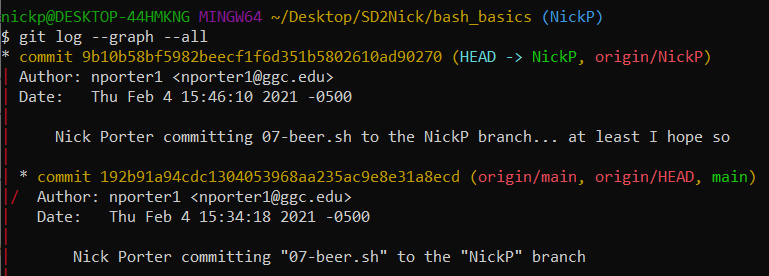 nickp@DESKTOP-44HMKNG MINGW64 ~/Desktop/SD2Nick/bash_basics (NickP)
$ git log --graph --all
* commit 9b10b58bf5982beecf1f6d351b5802610ad90270 (HEAD -> NickP, origin/NickP)
| Author: nporter1 <nporter1@ggc.edu>
| Date:   Thu Feb 4 15:46:10 2021 -0500
|
|     Nick Porter committing 07-beer.sh to the NickP branch... at least I hope so
|
| * commit 192b91a94cdc1304053968aa235ac9e8e31a8ecd (origin/main, origin/HEAD, main)
|/  Author: nporter1 <nporter1@ggc.edu>
|   Date:   Thu Feb 4 15:34:18 2021 -0500
|
|       Nick Porter committing "07-beer.sh" to the "NickP" branch
|